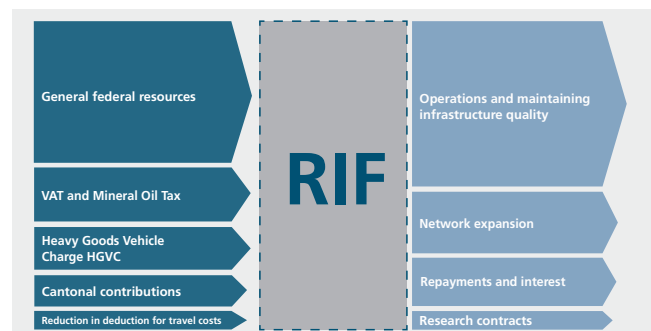 General federal resources
VAT and Mineral Oil Tax
Heavy Goods Vehicle
Charge HGVC
Cantonal contributions
Reduction in deduction for travel costs
RIF
Operations and maintaining
infrastructure quality
Network expansion
Repayments and interest
Research contracts